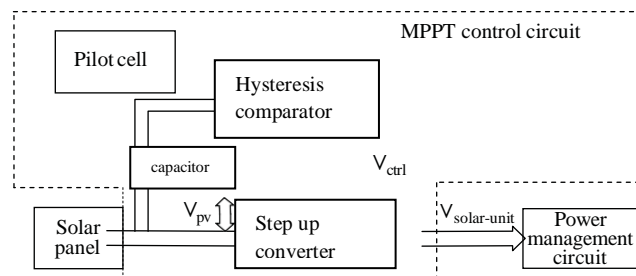 MPPT control circuit
Pilot cell
Hysteresis
comparator
capacitor
Vctrl
Vpv
Solar
panel
Step up
converter
Vsolar-unit
Power
management
circuit